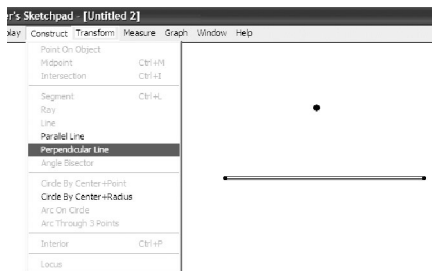 r's Sketchpad - [Untitled 2]
play Construct Transform Measure Graph Window Help
Point On Object
Midpoint Ctrl+M
Intersection Ctrl+I
Segment Ctrl+L
Ray
Line
Parallel Line
Perpendicular Line
Angle Bisector
Circle By Center+Point
Circle By Center+Radius
Arc On Circle
Arc Through 3 Points
Interior Ctrl+P
Locus